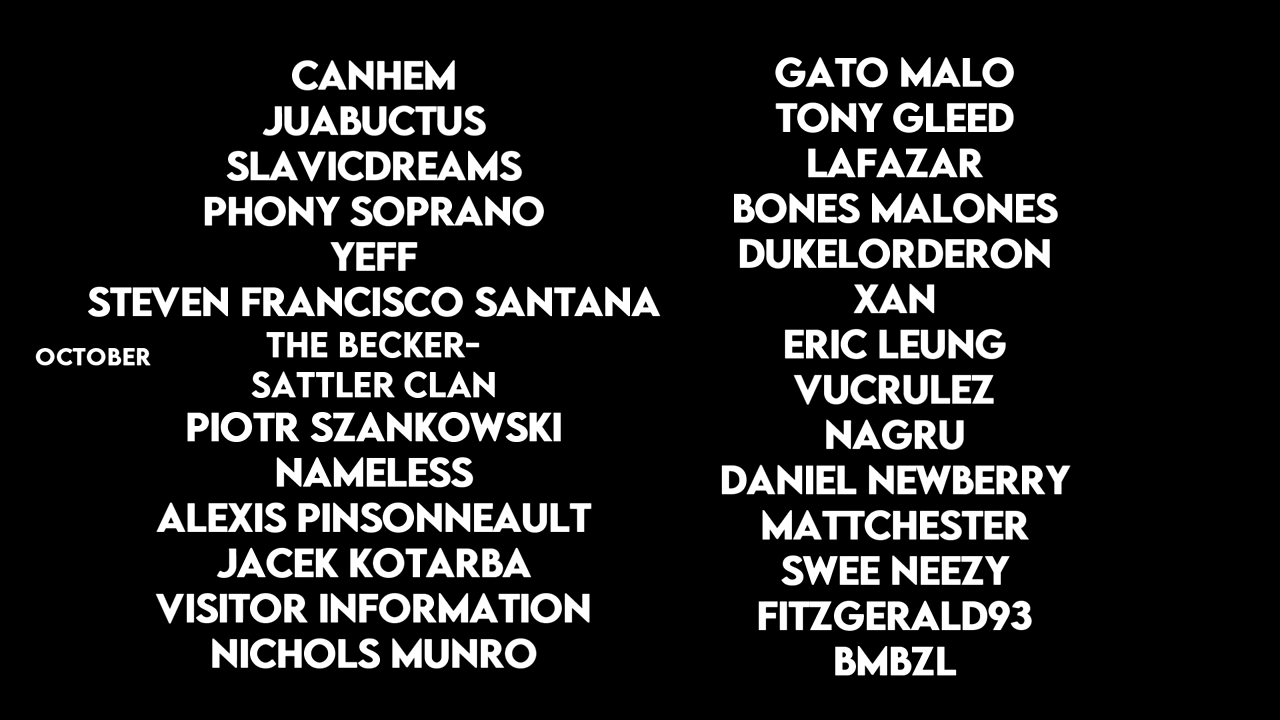 OCTOBER
CANHEM
JUABUCTUS
SLAVICDREAMS
PHONY SOPRANO
YEFF
STEVEN FRANCISCO SANTANA
THE BECKER-
SATTLER CLAN
PIOTR SZANKOWSKI
NAMELESS
ALEXIS PINSONNEAULT
JACEK KOTARBA
VISITOR INFORMATION
NICHOLS MUNRO
GATO MALO
TONY GLEED
LAFAZAR
BONES MALONES
DUKELORDERON
XAN
ERIC LEUNG
VUCRULEZ
NAGRU
DANIEL NEWBERRY
MATTCHESTER
SWEE NEEZY
FITZGERALD93
BMBZL